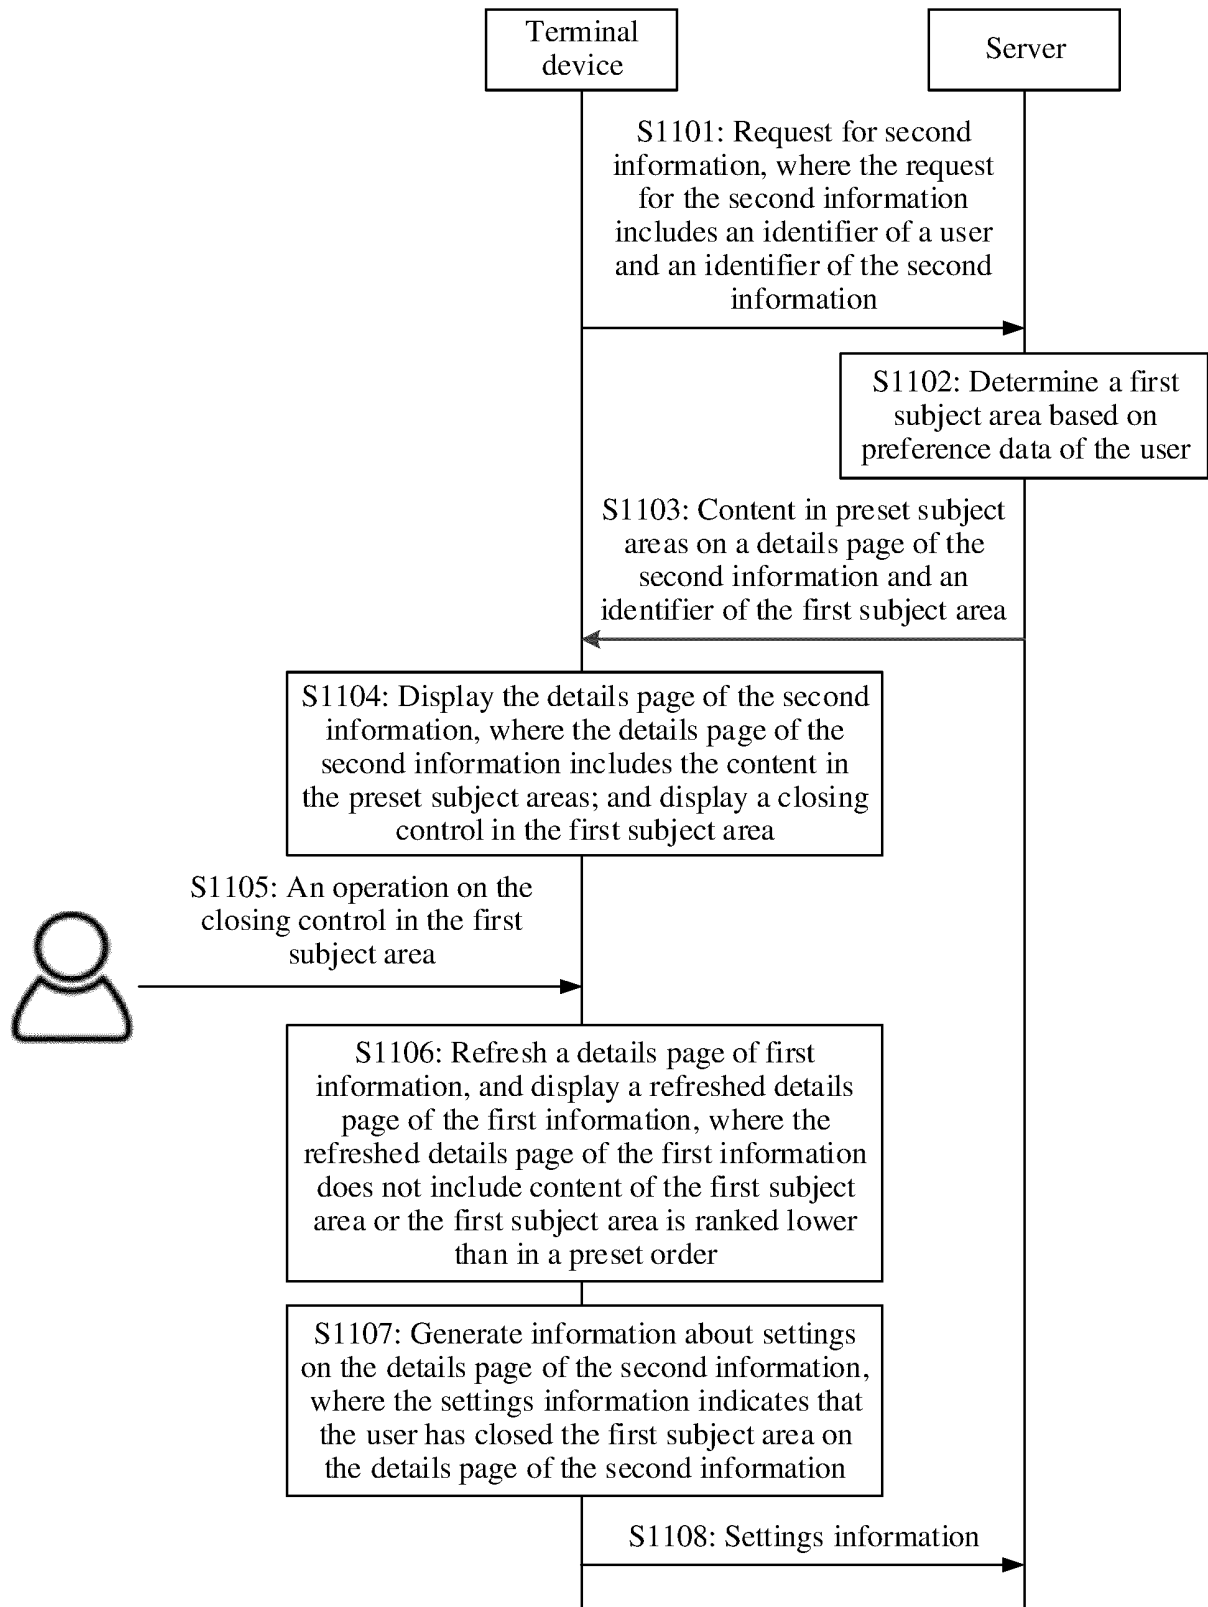 Terminal
device
Server
S1101: Request for second
information, where the request
for the second information
includes an identifier of a user
and an identifier of the second
information
S1102: Determine a first
subject area based on
preference data of the user
S1103: Content in preset subject
areas on a details page of the
second information and an
identifier of the first subject area
S1104: Display the details page of the second
information, where the details page of the
second information includes the content in
the preset subject areas; and display a closing
control in the first subject area
S1105: An operation on the
closing control in the first
subject area
S1106: Refresh a details page of first
information, and display a refreshed details
page of the first information, where the
refreshed details page of the first information
does not include content of the first subject
area or the first subject area is ranked lower
than in a preset order
S1107: Generate information about settings
on the details page of the second information,
where the settings information indicates that
the user has closed the first subject area on
the details page of the second information
S1108: Settings information